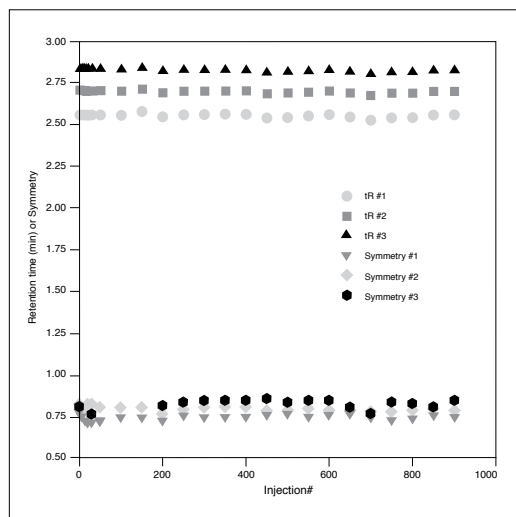 3.00
2.75
2.50
2.25
2.00
1.75
1.50
1.25
1.00
0.75
0.50
Retention time (min) or Symmetry
tR #1
tR #2
tR #3
Symmetry #1
Symmetry #2
Symmetry #3
0 200 400 600 800 1000
Injection#